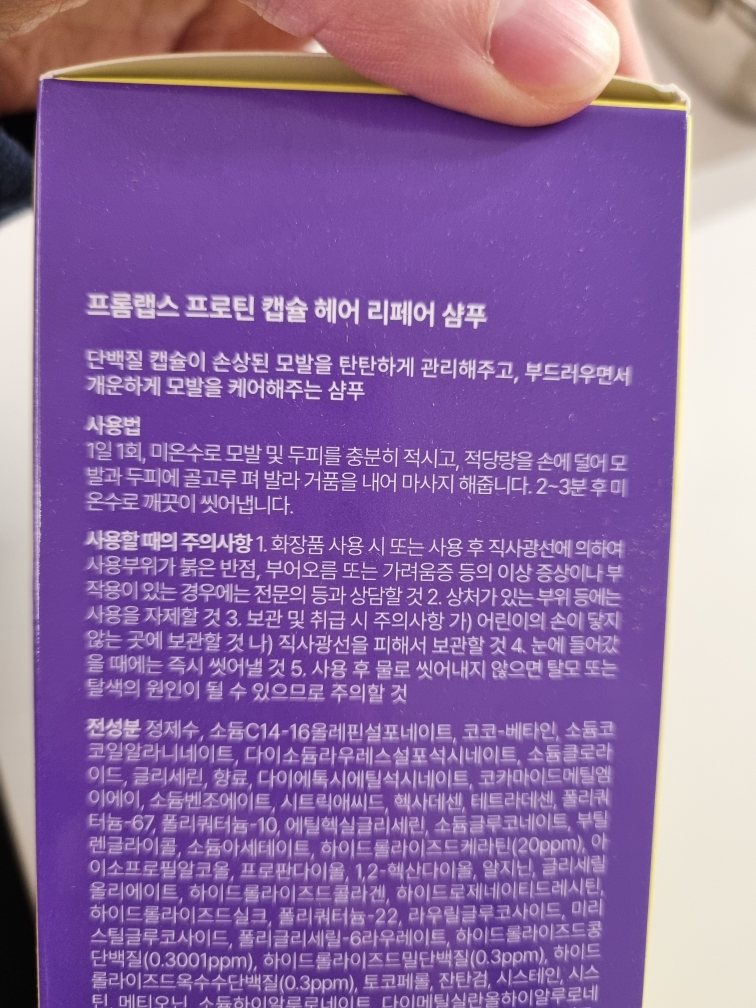 프롬랩스 프로틴 캡슐 헤어 리페어 샴푸
단백질 캡슐이 손상된 모발을 탄탄하게 관리해주고, 부드러우면서
개운하게 모발을 케어해주는 샴푸
사용법
1일 1회, 미온수로 모발 및 두피를 충분히 적시고, 적당량을 손에 덜어 모
발과 두피에 골고루 펴 발라 거품을 내어 마사지 해줍니다. 2~3분 후 미
온수로 깨끗이 씻어냅니다.
사용할 때의 주의사항 1. 화장품 사용 시 또는 사용 후 직사광선에 의하여
사용부위가 붉은 반점, 부어오름 또는 가려움증 등의 이상 증상이나 부
작용이 있는 경우에는 전문의 등과 상담할 것 2. 상처가 있는 부위 등에는
사용을 자제할 것 3. 보관 및 취급 시 주의사항 가) 어린이의 손이 닿지
않는 곳에 보관할 것 나) 직사광선을 피해서 보관할 것 4. 눈에 들어갔
을 때에는 즉시 씻어낼 것 5. 사용 후 물로 씻어내지 않으면 탈모 또는
탈색의 원인이 될 수 있으므로 주의할 것
전성분 정제수, 소듐C14-16올레핀설포네이트, 코코-베타인, 소듐코
코일알라니네이트, 다이소듐라우레스설포석시네이트, 소듐클로라
이드, 글리세린, 향료, 다이에톡시에틸석시네이트, 코카마이드메틸엠
이에이, 소듐벤조에이트, 시트릭애씨드, 헥사데센, 테트라데센, 폴리쿼
터늄-67, 폴리쿼터늄-10, 에틸헥실글리세린, 소듐글루코네이트, 부틸
렌글라이콜, 소듐아세테이트, 하이드롤라이즈드케라틴(20ppm), 아
이소프로필알코올, 프로판다이올, 1,2-헥산다이올, 알지닌, 글리세릴
올리에이트, 하이드롤라이즈드콜라겐, 하이드로제네이티드레시틴,
하이드롤라이즈드실크, 폴리쿼터늄-22, 라우릴글루코사이드, 미리
스틸글루코사이드, 폴리글리세릴-6라우레이트, 하이드롤라이즈드콩
단백질(0.3001ppm), 하이드롤라이즈드밀단백질(0.3ppm), 하이드
롤라이즈드옥수수단백질(0.3ppm), 토코페롤, 잔탄검, 시스테인, 시스
틴, 메티오닌, 소듐하이알루로네이트, 다이메틸실란올하이알루로네